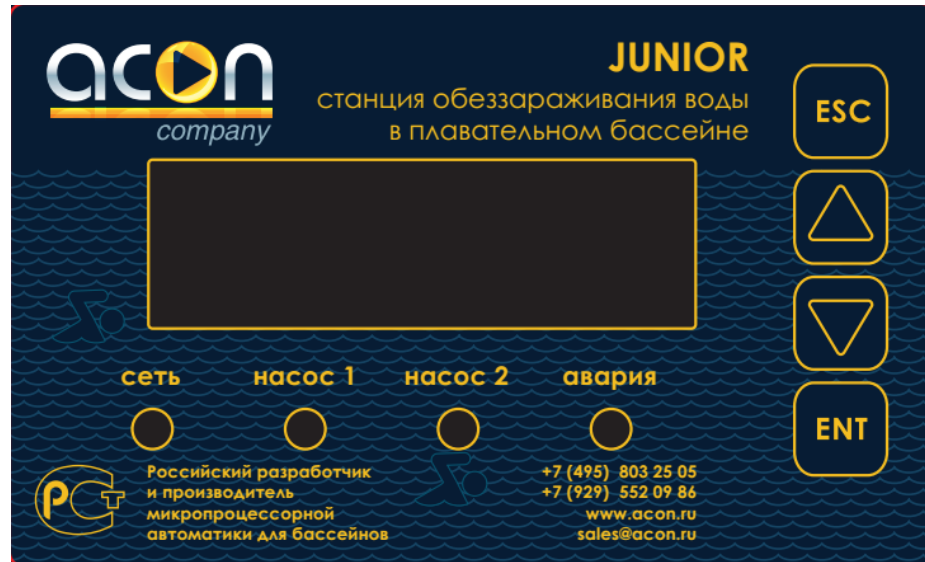 acon
company
JUNIOR
станция обеззараживания воды
в плавательном бассейне
ESC
сеть
насос 1
насос 2
авария
ENT
РСТ
Российский разработчик
и производитель
микропроцессорной
автоматики для бассейнов
+7 (495) 803 25 05
+7 (929) 552 09 86
www.acon.ru
sales@acon.ru